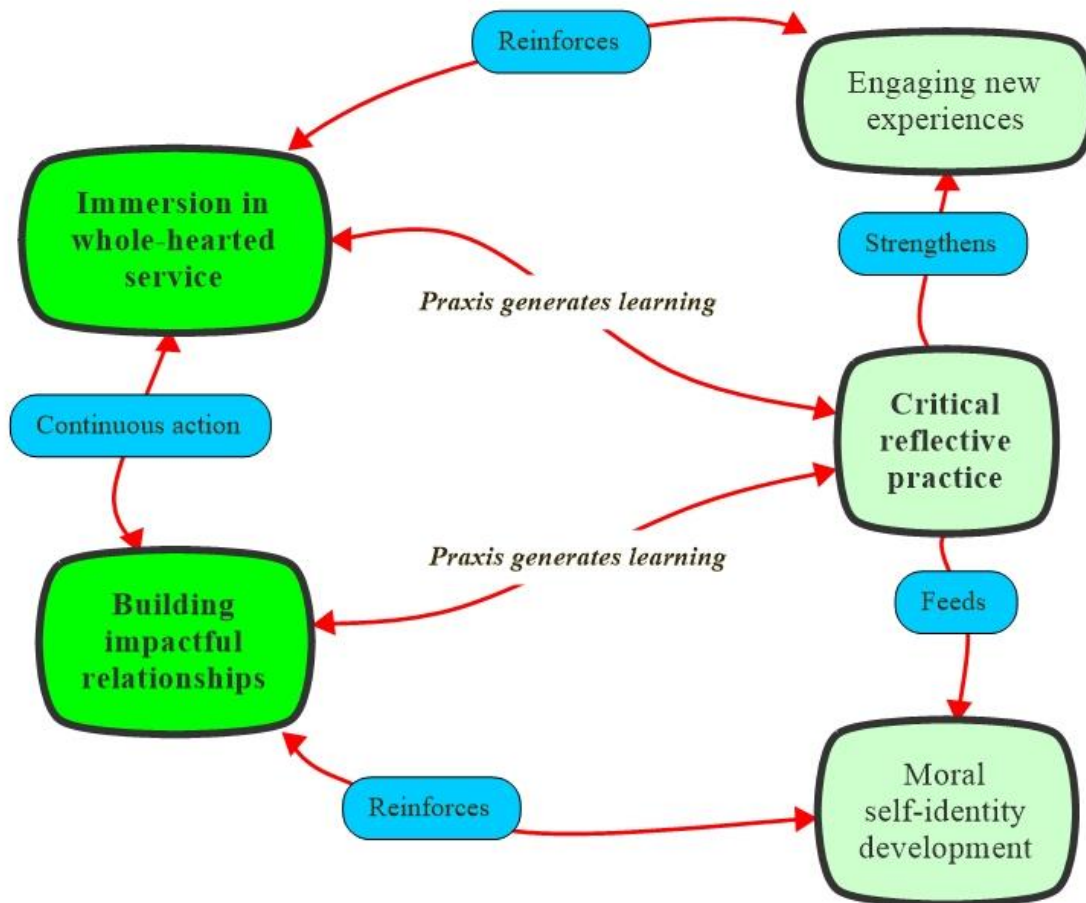 Reinforces
Engaging new
experiences
Immersion in
whole-hearted
service
Strengthens
Praxis generates learning
Continuous action
Critical
reflective
practice
Praxis generates learning
Building
impactful
relationships
Feeds
Reinforces
Moral
self-identity
development